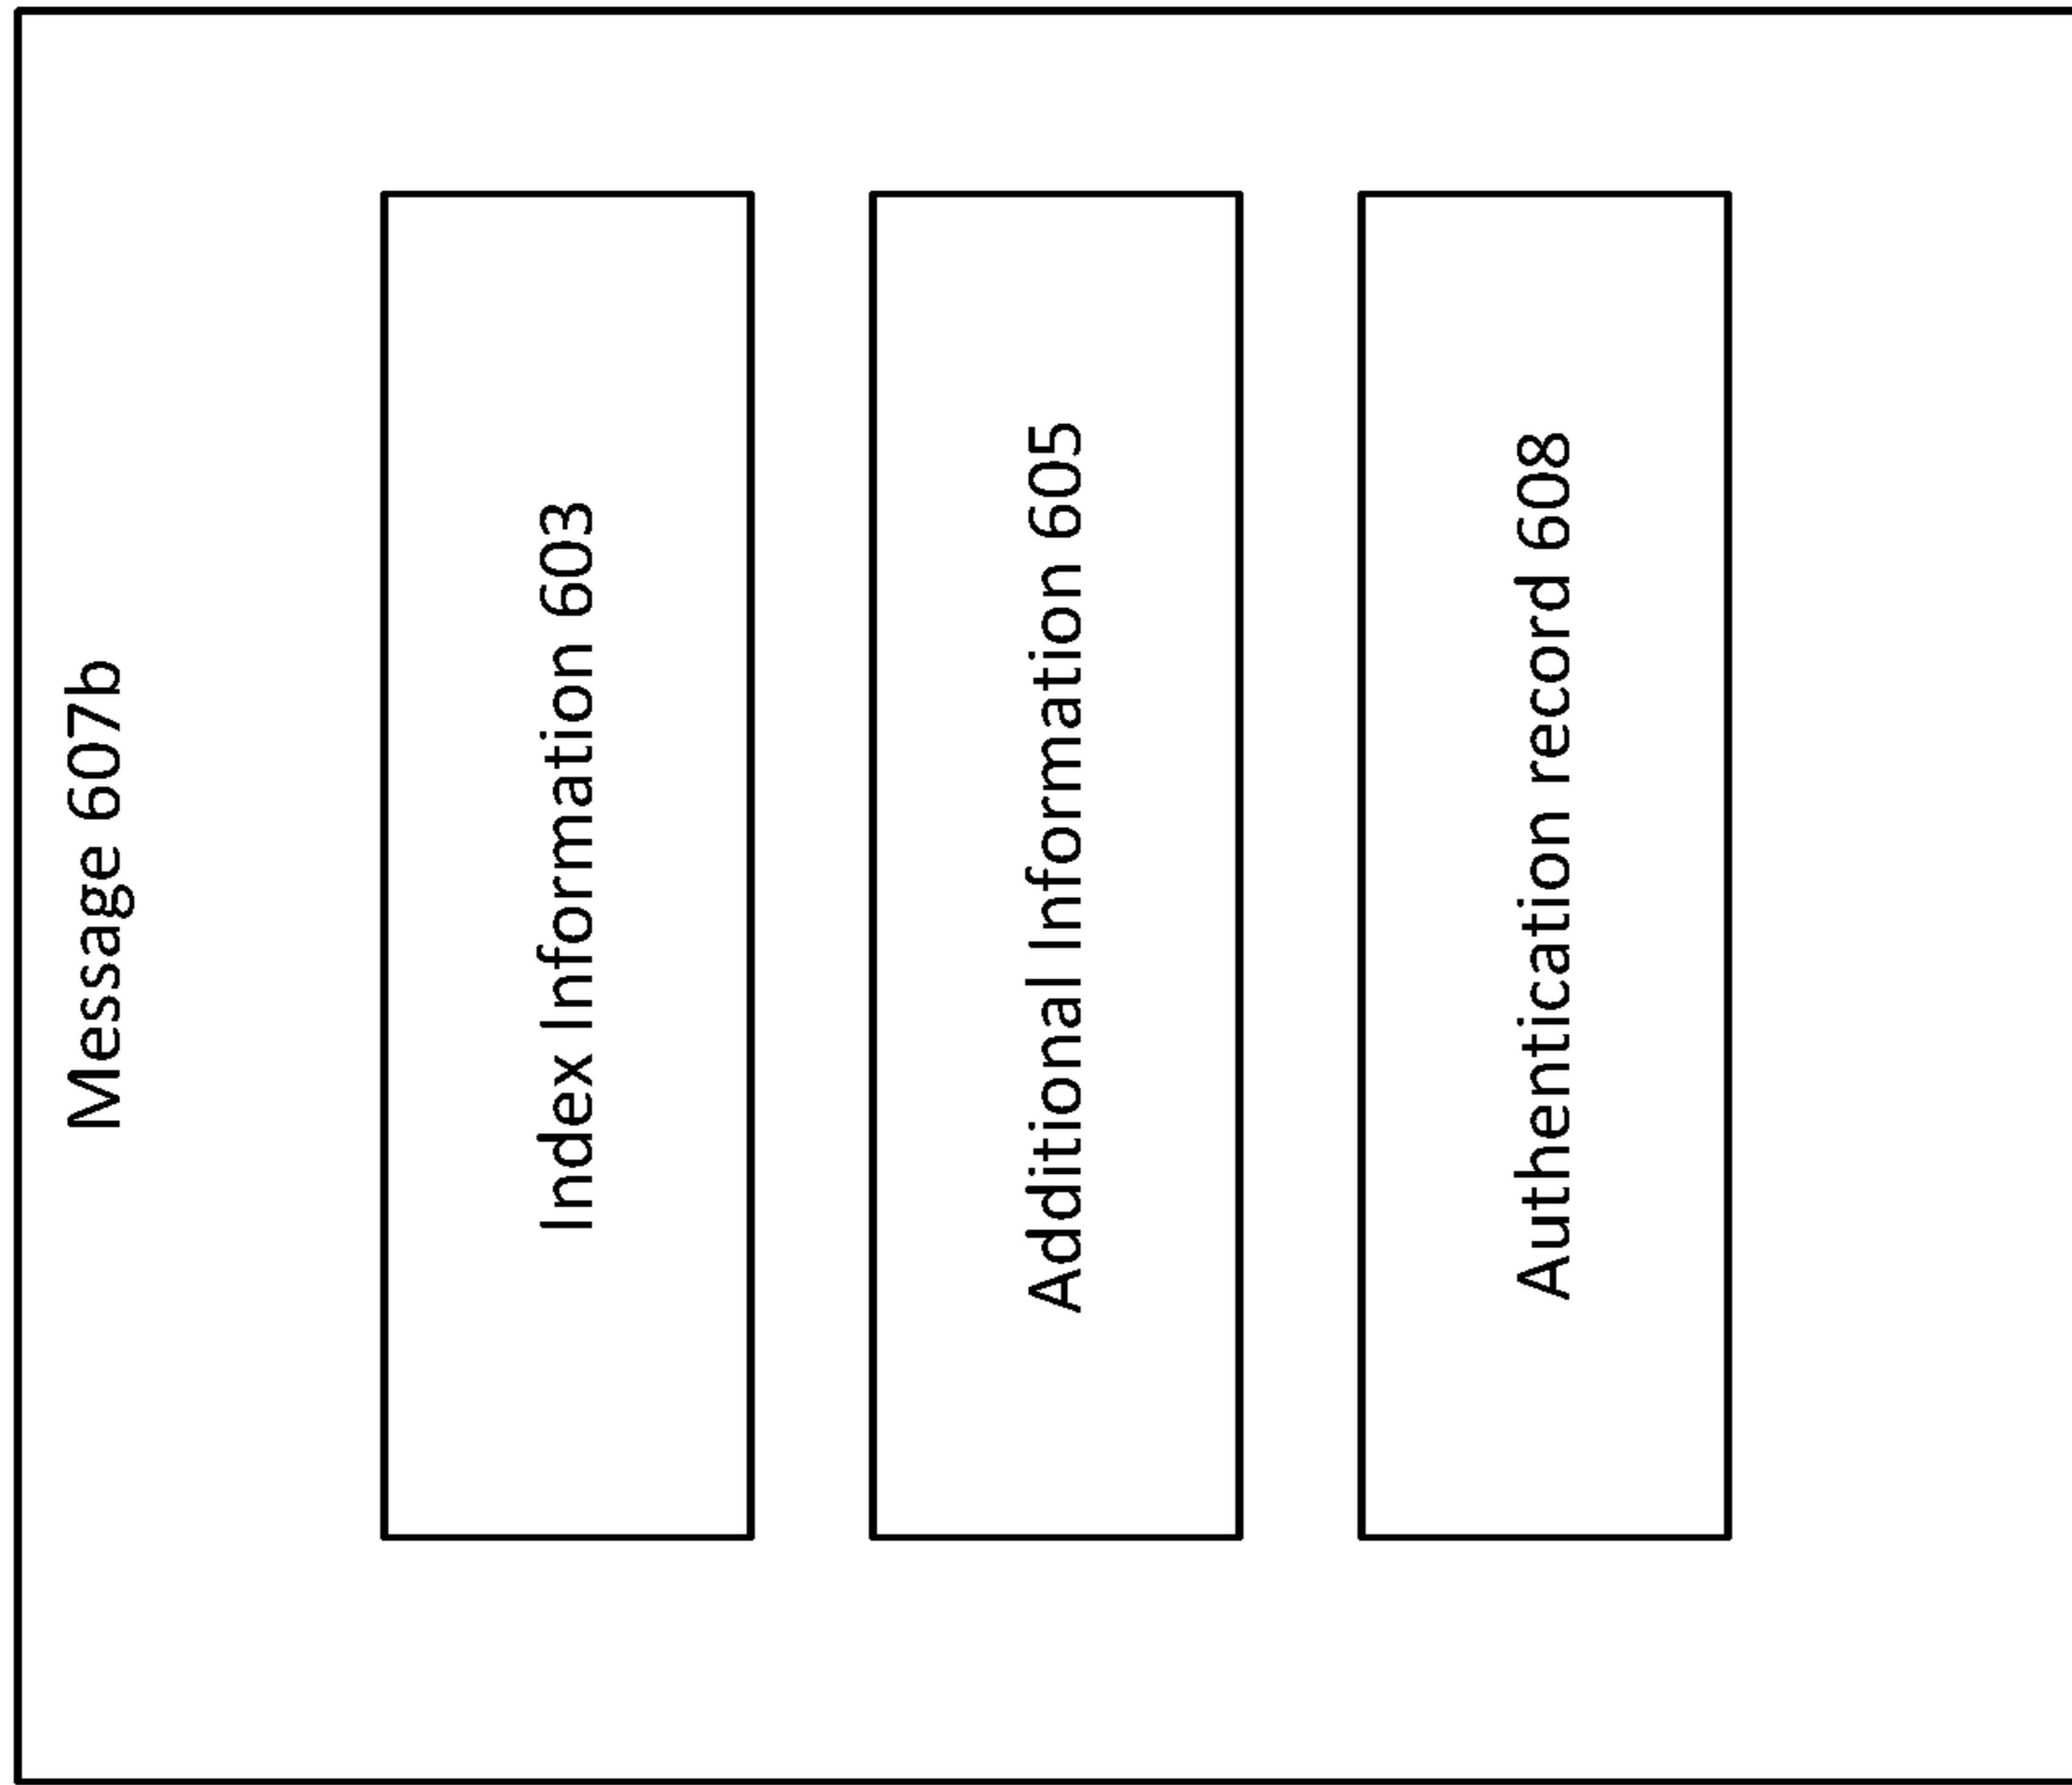 Message 607b
Index Information 603
Additional Information 605
Authentication record 608